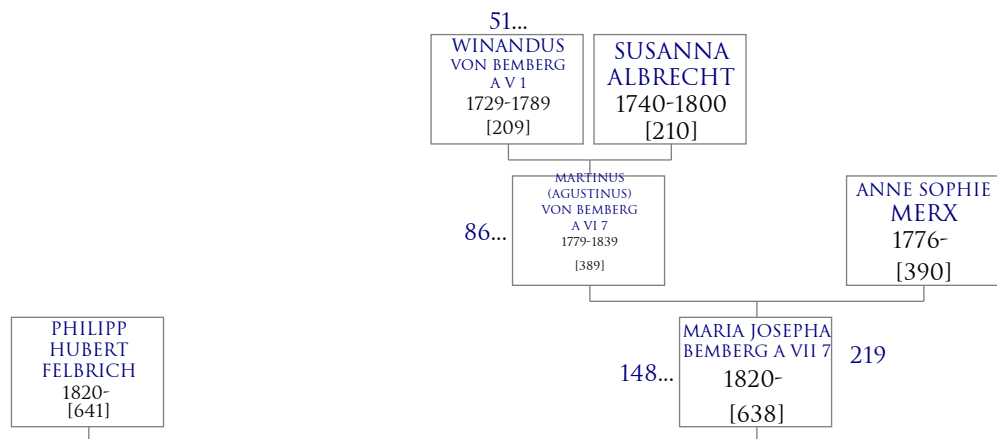 51...
WINANDUS
VON BEMBERG
A V 1
1729-1789
[209]
SUSANNA
ALBRECHT
1740-1800
[210]
MARTINUS
(AGUSTINUS)
VON BEMBERG
A VI 7
1779-1839
[389]
86...
ANNE SOPHIE
MERX
1776-
[390]
PHILIPP
HUBERT
FELBRICH
1820-
[641]
MARIA JOSEPHA
BEMBERG A VII 7
1820-
[638]
148...
219